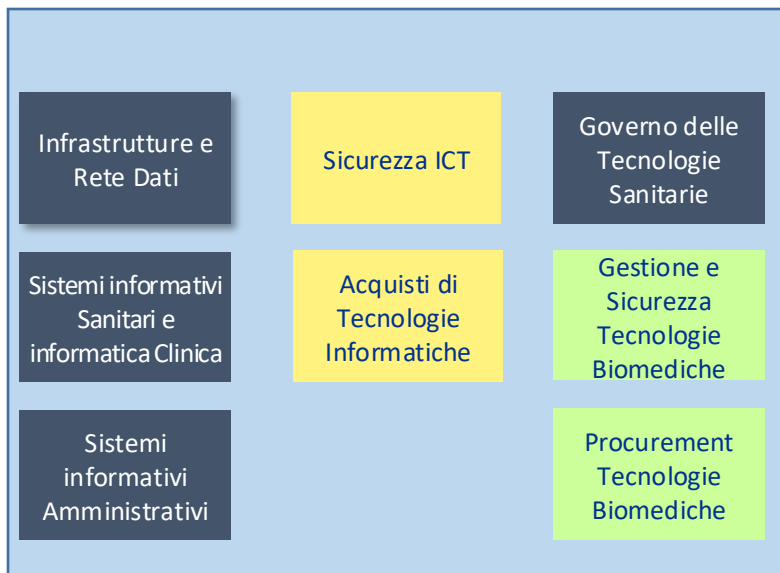 Infrastrutture e
Rete Dati
Sicurezza ICT
Governo delle
Tecnologie
Sanitarie
Sistemi informativi
Sanitari e
informatica Clinica
Acquisti di
Tecnologie
Informatiche
Gestione e
Sicurezza
Tecnologie
Biomediche
Sistemi
informativi
Amministrativi
Procurement
Tecnologie
Biomediche